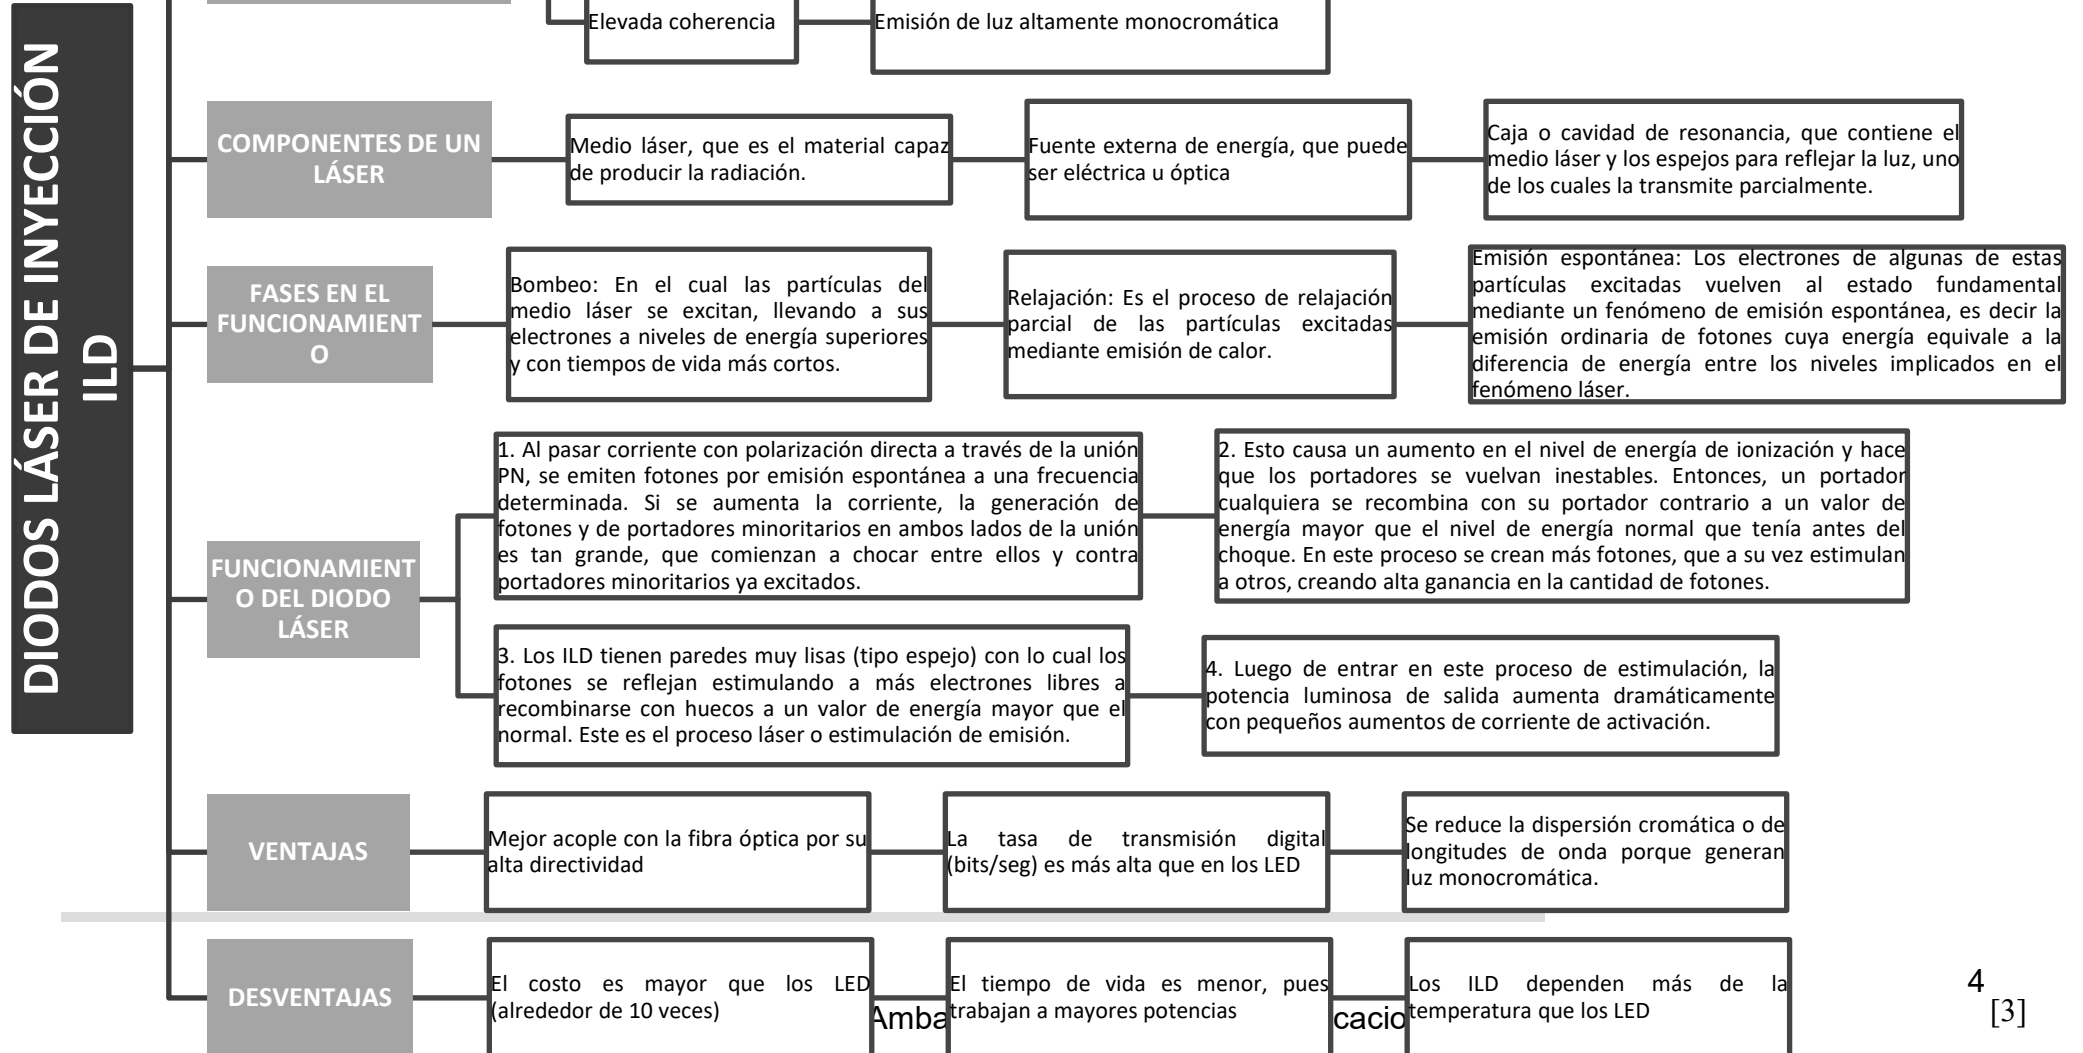 DIODOS LÁSER DE INYECCIÓN
ILD
Elevada coherencia
Emisión de luz altamente monocromática
COMPONENTES DE UN
LÁSER
Medio láser, que es el material capaz
de producir la radiación.
Fuente externa de energía, que puede
ser eléctrica u óptica
Caja o cavidad de resonancia, que contiene el
medio láser y los espejos para reflejar la luz, uno
de los cuales la transmite parcialmente.
FASES EN EL
FUNCIONAMIENT
O
Bombeo: En el cual las partículas del
medio láser se excitan, llevando a sus
electrones a niveles de energía superiores
y con tiempos de vida más cortos.
Relajación: Es el proceso de relajación
parcial de las partículas excitadas
mediante emisión de calor.
Emisión espontánea: Los electrones de algunas de estas
partículas excitadas vuelven al estado fundamental
mediante un fenómeno de emisión espontánea, es decir la
emisión ordinaria de fotones cuya energía equivale a la
diferencia de energía entre los niveles implicados en el
fenómeno láser.
FUNCIONAMIENT
O DEL DIODO
LÁSER
1. Al pasar corriente con polarización directa a través de la unión
PN, se emiten fotones por emisión espontánea a una frecuencia
determinada. Si se aumenta la corriente, la generación de
fotones y de portadores minoritarios en ambos lados de la unión
es tan grande, que comienzan a chocar entre ellos y contra
portadores minoritarios ya excitados.
2. Esto causa un aumento en el nivel de energía de ionización y hace
que los portadores se vuelvan inestables. Entonces, un portador
cualquiera se recombina con su portador contrario a un valor de
energía mayor que el nivel de energía normal que tenía antes del
choque. En este proceso se crean más fotones, que a su vez estimulan
a otros, creando alta ganancia en la cantidad de fotones.
3. Los ILD tienen paredes muy lisas (tipo espejo) con lo cual los
fotones se reflejan estimulando a más electrones libres a
recombinarse con huecos a un valor de energía mayor que el
normal. Este es el proceso láser o estimulación de emisión.
4. Luego de entrar en este proceso de estimulación, la
potencia luminosa de salida aumenta dramáticamente
con pequeños aumentos de corriente de activación.
VENTAJAS
Mejor acople con la fibra óptica por su
alta directividad
La tasa de transmisión digital
(bits/seg) es más alta que en los LED
Se reduce la dispersión cromática o de
longitudes de onda porque generan
luz monocromática.
DESVENTAJAS
El costo es mayor que los LED
(alrededor de 10 veces)
El tiempo de vida es menor, pues
trabajan a mayores potencias
Los ILD dependen más de la
temperatura que los LED
Amba
cacio
4
[3]